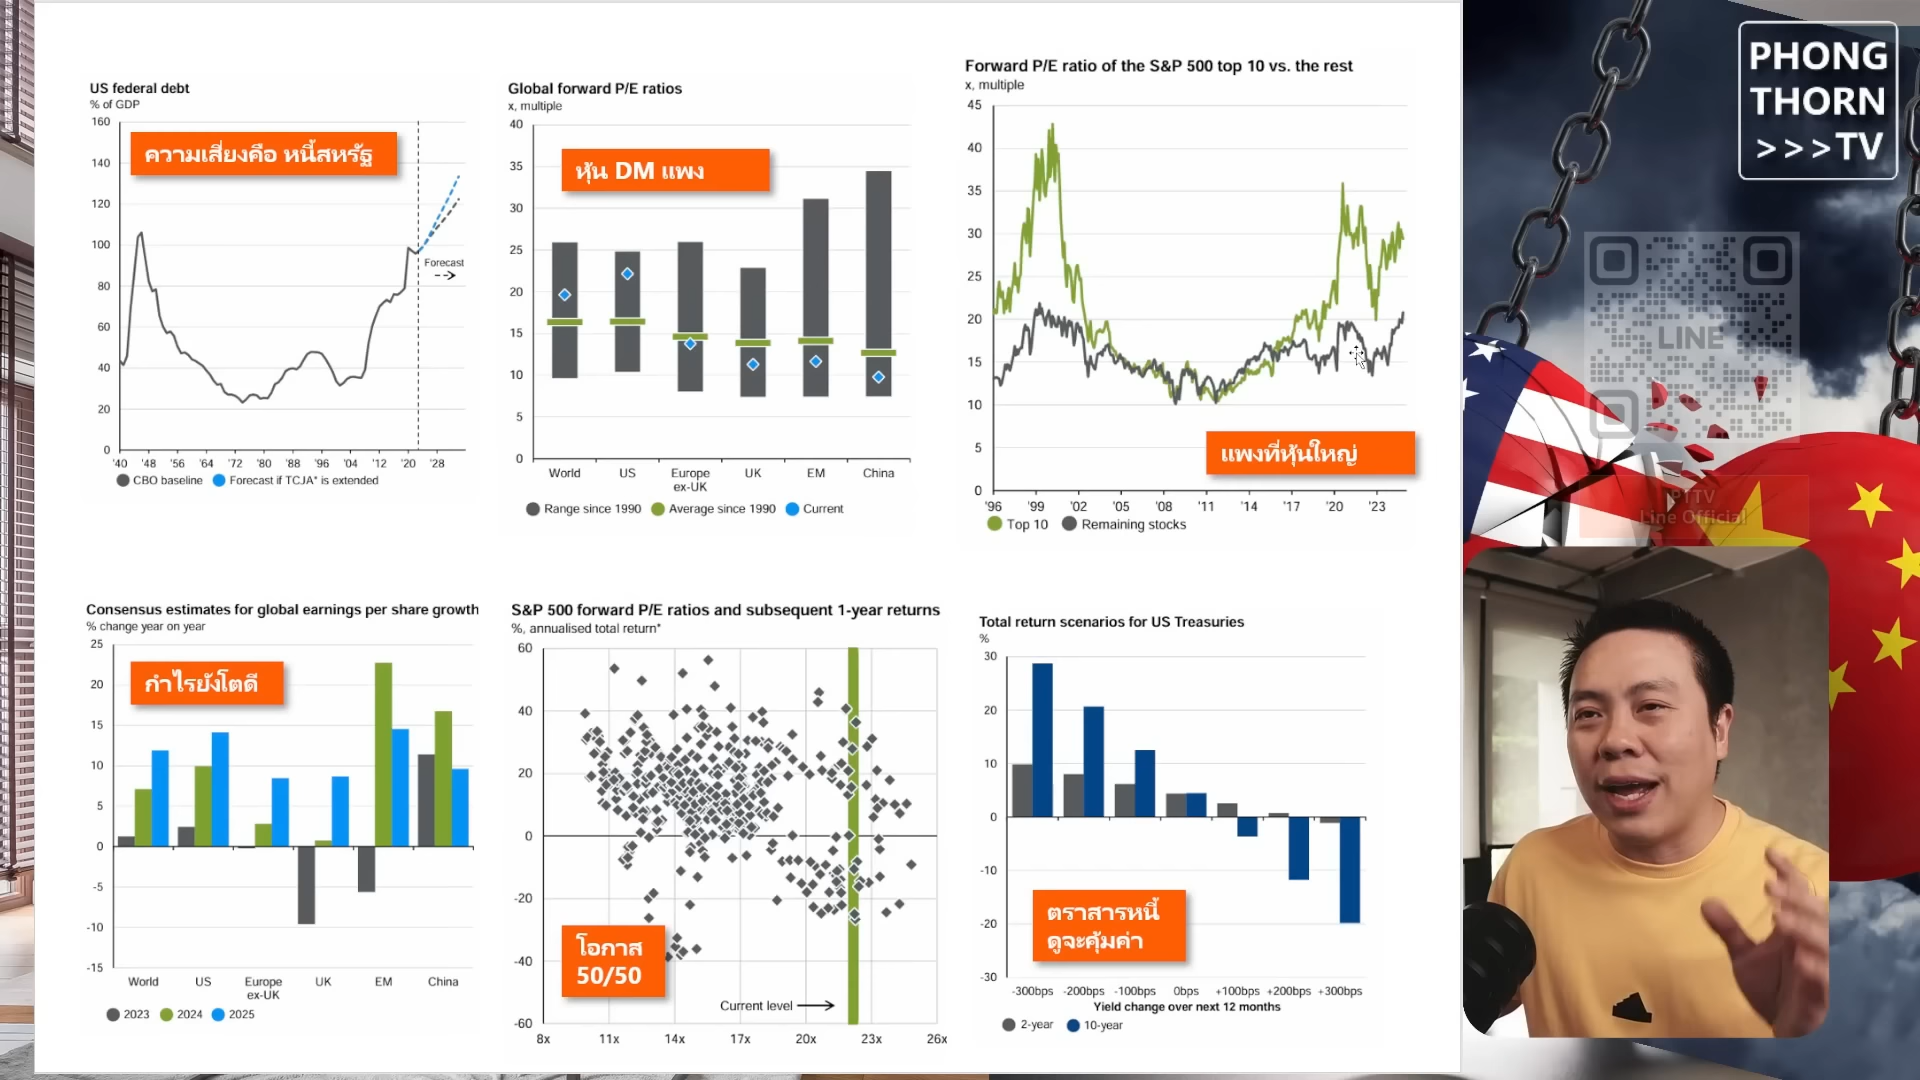 US federal debt
% of GDP
160
140
120
100
80
60
40
20
0
ความเสี่ยงคือ หนี้สหรัฐ
Forecast
'40 '48 '56 '64 '72 '80 '88 '96 '04 '12 '20 '28
CBO baseline Forecast if TCJA* is extended
Global forward P/E ratios
x, multiple
40
35
30
25
20
15
10
5
0
หุ้น DM แพง
World US Europe ex-UK UK EM China
Range since 1990 Average since 1990 Current
Forward P/E ratio of the S&P 500 top 10 vs. the rest
x, multiple
45
40
35
30
25
20
15
10
5
0
แพงที่หุ้นใหญ่
'96 '99 '02 '05 '08 '11 '14 '17 '20 '23
Top 10 Remaining stocks
Consensus estimates for global earnings per share growth
% change year on year
25
20
15
10
5
0
-5
-10
-15
กำไรยังโตดี
World US Europe ex-UK UK EM China
2023 2024 2025
S&P 500 forward P/E ratios and subsequent 1-year returns
%, annualised total return*
60
40
20
0
-20
-40
-60
โอกาส
50/50
Current level
8x 11x 14x 17x 20x 23x 26x
Total return scenarios for US Treasuries
%
30
20
10
0
-10
-20
-30
ตราสารหนี้
ดูจะคุ้มค่า
-300bps -200bps -100bps 0bps +100bps +200bps +300bps
Yield change over next 12 months
2-year 10-year
PHONG
THORN
>>>TV
LINE
PTTV
Line Official